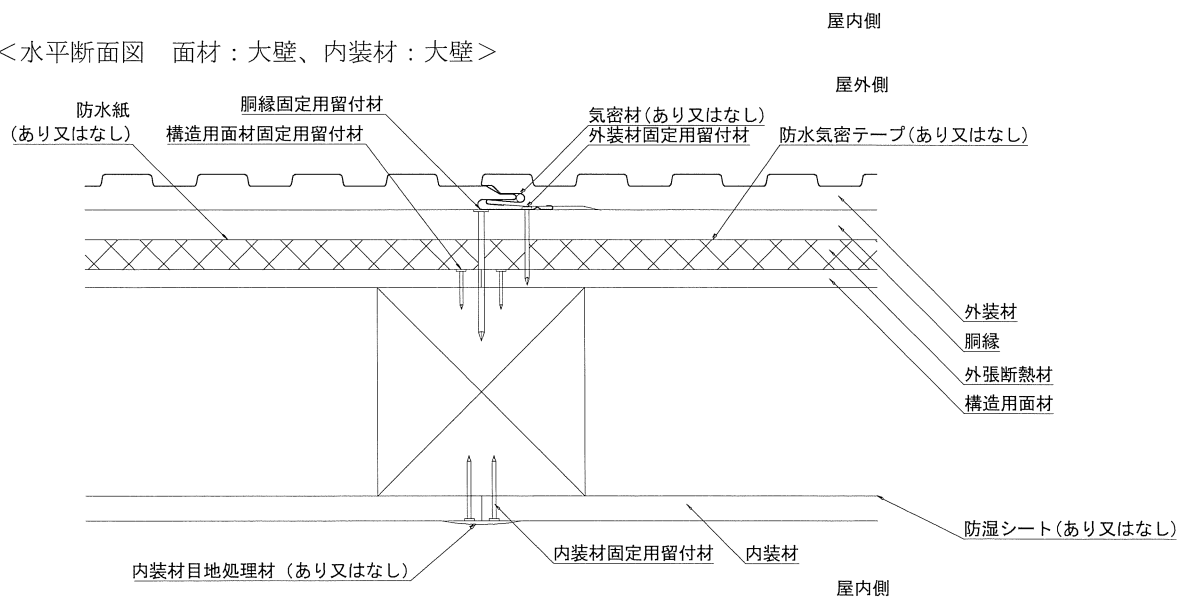 屋内側
<水平断面図　面材：大壁、内装材：大壁>
屋外側
防水紙
(あり又はなし)
胴縁固定用留付材
構造用面材固定用留付材
気密材(あり又はなし)
外装材固定用留付材
防水気密テープ(あり又はなし)
外装材
胴縁
外張断熱材
構造用面材
防湿シート(あり又はなし)
内装材固定用留付材
内装材
内装材目地処理材 (あり又はなし)
屋内側